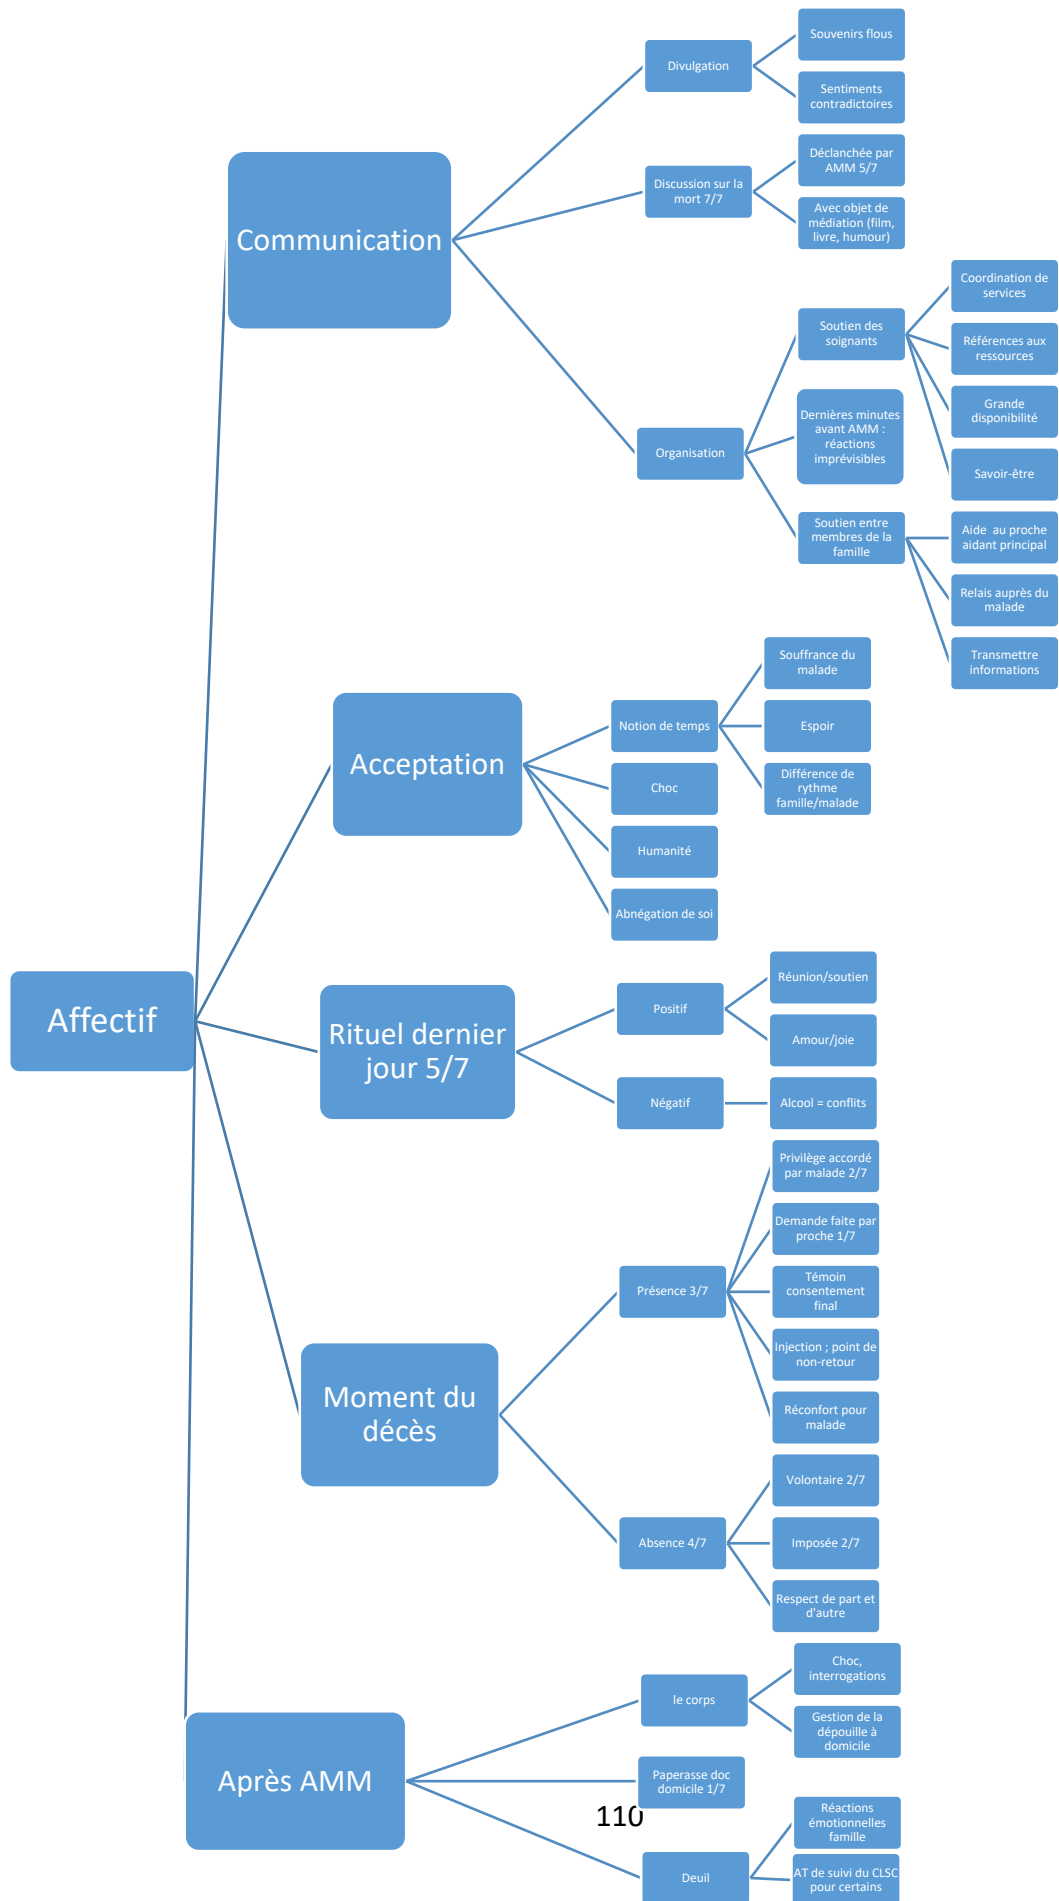 Affectif
Communication
Divulgation
Souvenirs flous
Sentiments
contradictoires
Discussion sur la
mort 7/7
Déclanchée par
AMM 5/7
Avec objet de
médiation (film,
livre, humour)
Organisation
Soutien des
soignants
Coordination de
services
Références aux
ressources
Grande
disponibilité
Savoir-être
Dernières minutes
avant AMM :
réactions
imprévisibles
Soutien entre
membres de la
famille
Aide au proche
aidant principal
Relais auprès du
malade
Transmettre
informations
Acceptation
Notion de temps
Souffrance du
malade
Espoir
Différence de
rythme
famille/malade
Choc
Humanité
Abnégation de soi
Rituel dernier
jour 5/7
Positif
Réunion/soutien
Amour/joie
Négatif
Alcool = conflits
Moment du
décès
Présence 3/7
Privilège accordé
par malade 2/7
Demande faite par
proche 1/7
Témoin
consentement
final
Injection ; point de
non-retour
Réconfort pour
malade
Absence 4/7
Volontaire 2/7
Imposée 2/7
Respect de part et
d'autre
Après AMM
le corps
Choc,
interrogations
Gestion de la
dépouille à
domicile
Paperasse doc
domicile 1/7
Deuil
Réactions
émotionnelles
famille
AT de suivi du CLSC
pour certains
110